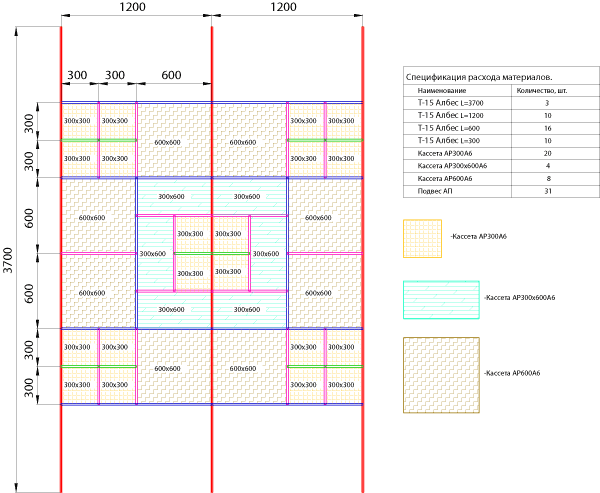 1200 1200
300 300 600
Спецификация расхода материалов.
Наименование Количество, шт.
Т-15 Албес L=3700 3
Т-15 Албес L=1200 10
Т-15 Албес L=600 16
Т-15 Албес L=300 10
Кассета АР300А6 20
Кассета АР300х600А6 4
Кассета АР600А6 8
Подвес АП 31
300 300x300 300x300 300x300 300x300
600x600 600x600
300 300x300 300x300 300x300 300x300
300x600 300x600
600 600x600 600x600
300x300 300x300
-Кассета АР300А6
3700
300x600 300x600
300x300 300x300
600 600x600 600x600
-Кассета АР300х600А6
300x600 300x600
300 300x300 300x300 300x300 300x300
600x600 600x600
-Кассета АР600А6
300 300x300 300x300 300x300 300x300